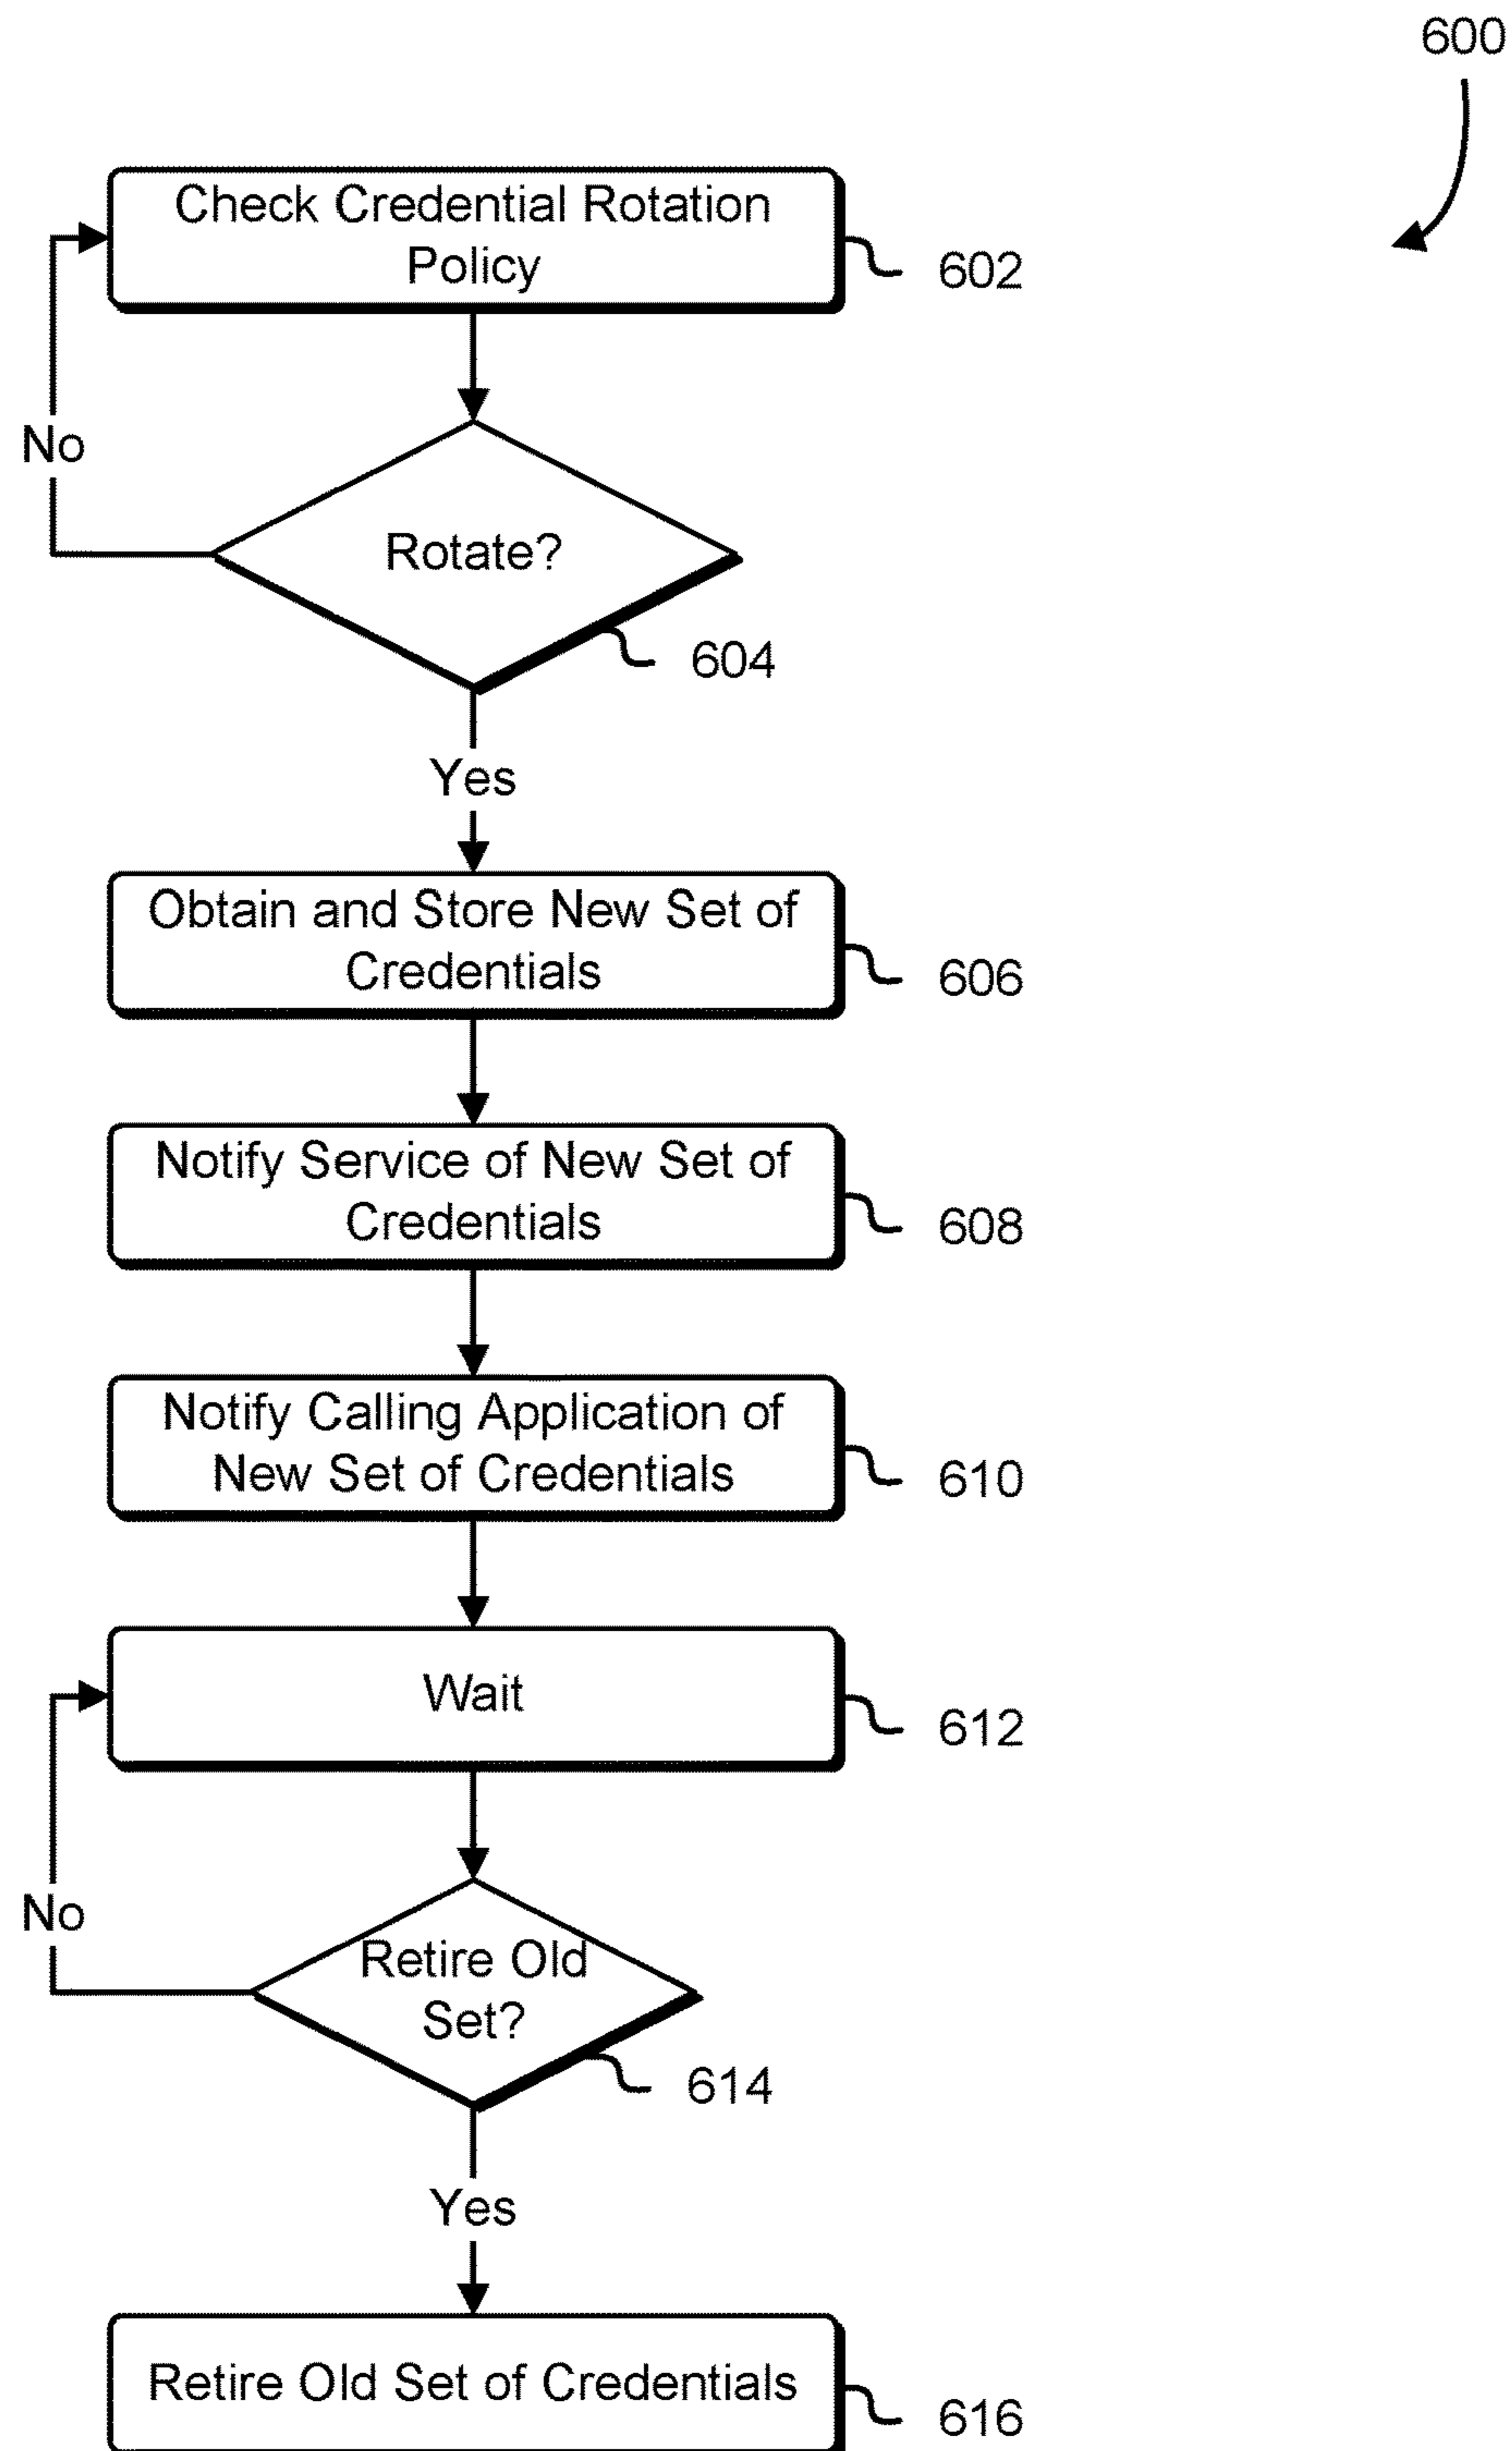 600
Check Credential Rotation
Policy
602
No
Rotate?
604
Yes
Obtain and Store New Set of
Credentials
606
Notify Service of New Set of
Credentials
608
Notify Calling Application of
New Set of Credentials
610
Wait
612
No
Retire Old
Set?
614
Yes
Retire Old Set of Credentials
616